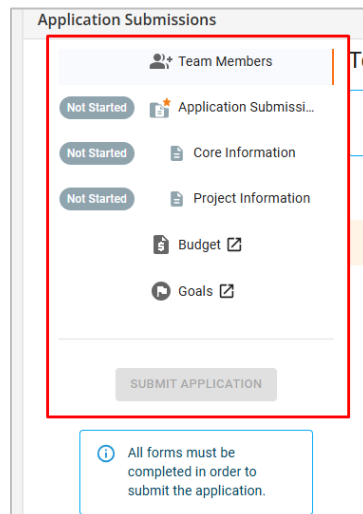 Application Submissions
Team Members
Not Started Application Submissi...
Not Started Core Information
Not Started Project Information
Budget
Goals
SUBMIT APPLICATION
All forms must be
completed in order to
submit the application.